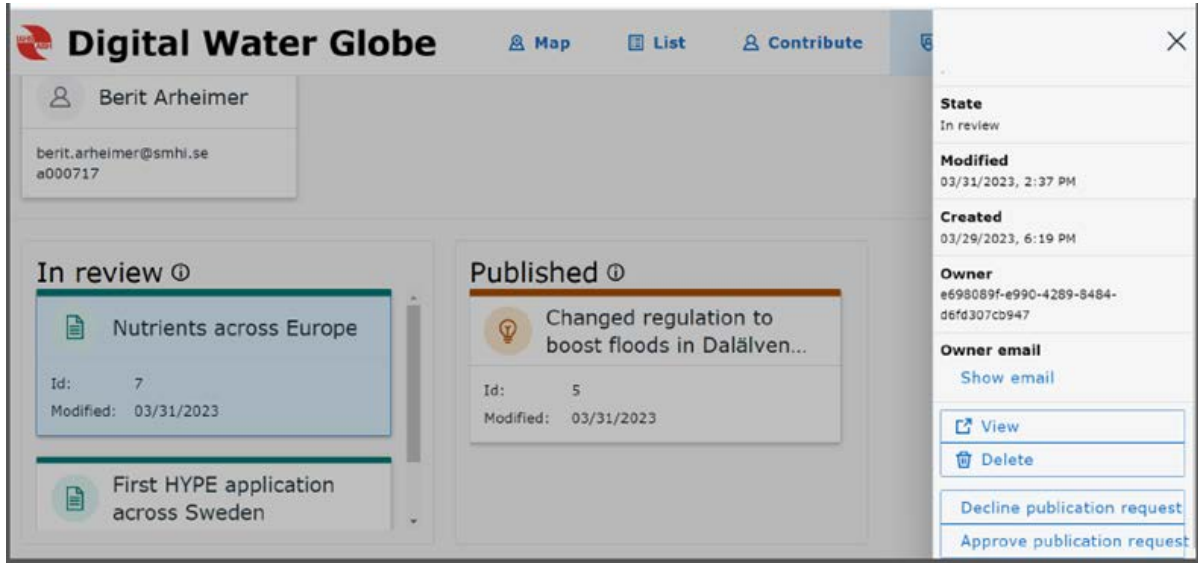 Digital Water Globe
Map
List
Contribute
Berit Arheimer
berit.arheimer@smhi.se
a000717
In review
Nutrients across Europe
Id: 7
Modified: 03/31/2023
First HYPE application
across Sweden
Published
Changed regulation to
boost floods in Dalälven...
Id: 5
Modified: 03/31/2023
State
In review
Modified
03/31/2023, 2:37 PM
Created
03/29/2023, 6:19 PM
Owner
e698089f-e990-4289-8484-
d6fd307cb947
Owner email
Show email
View
Delete
Decline publication request
Approve publication request